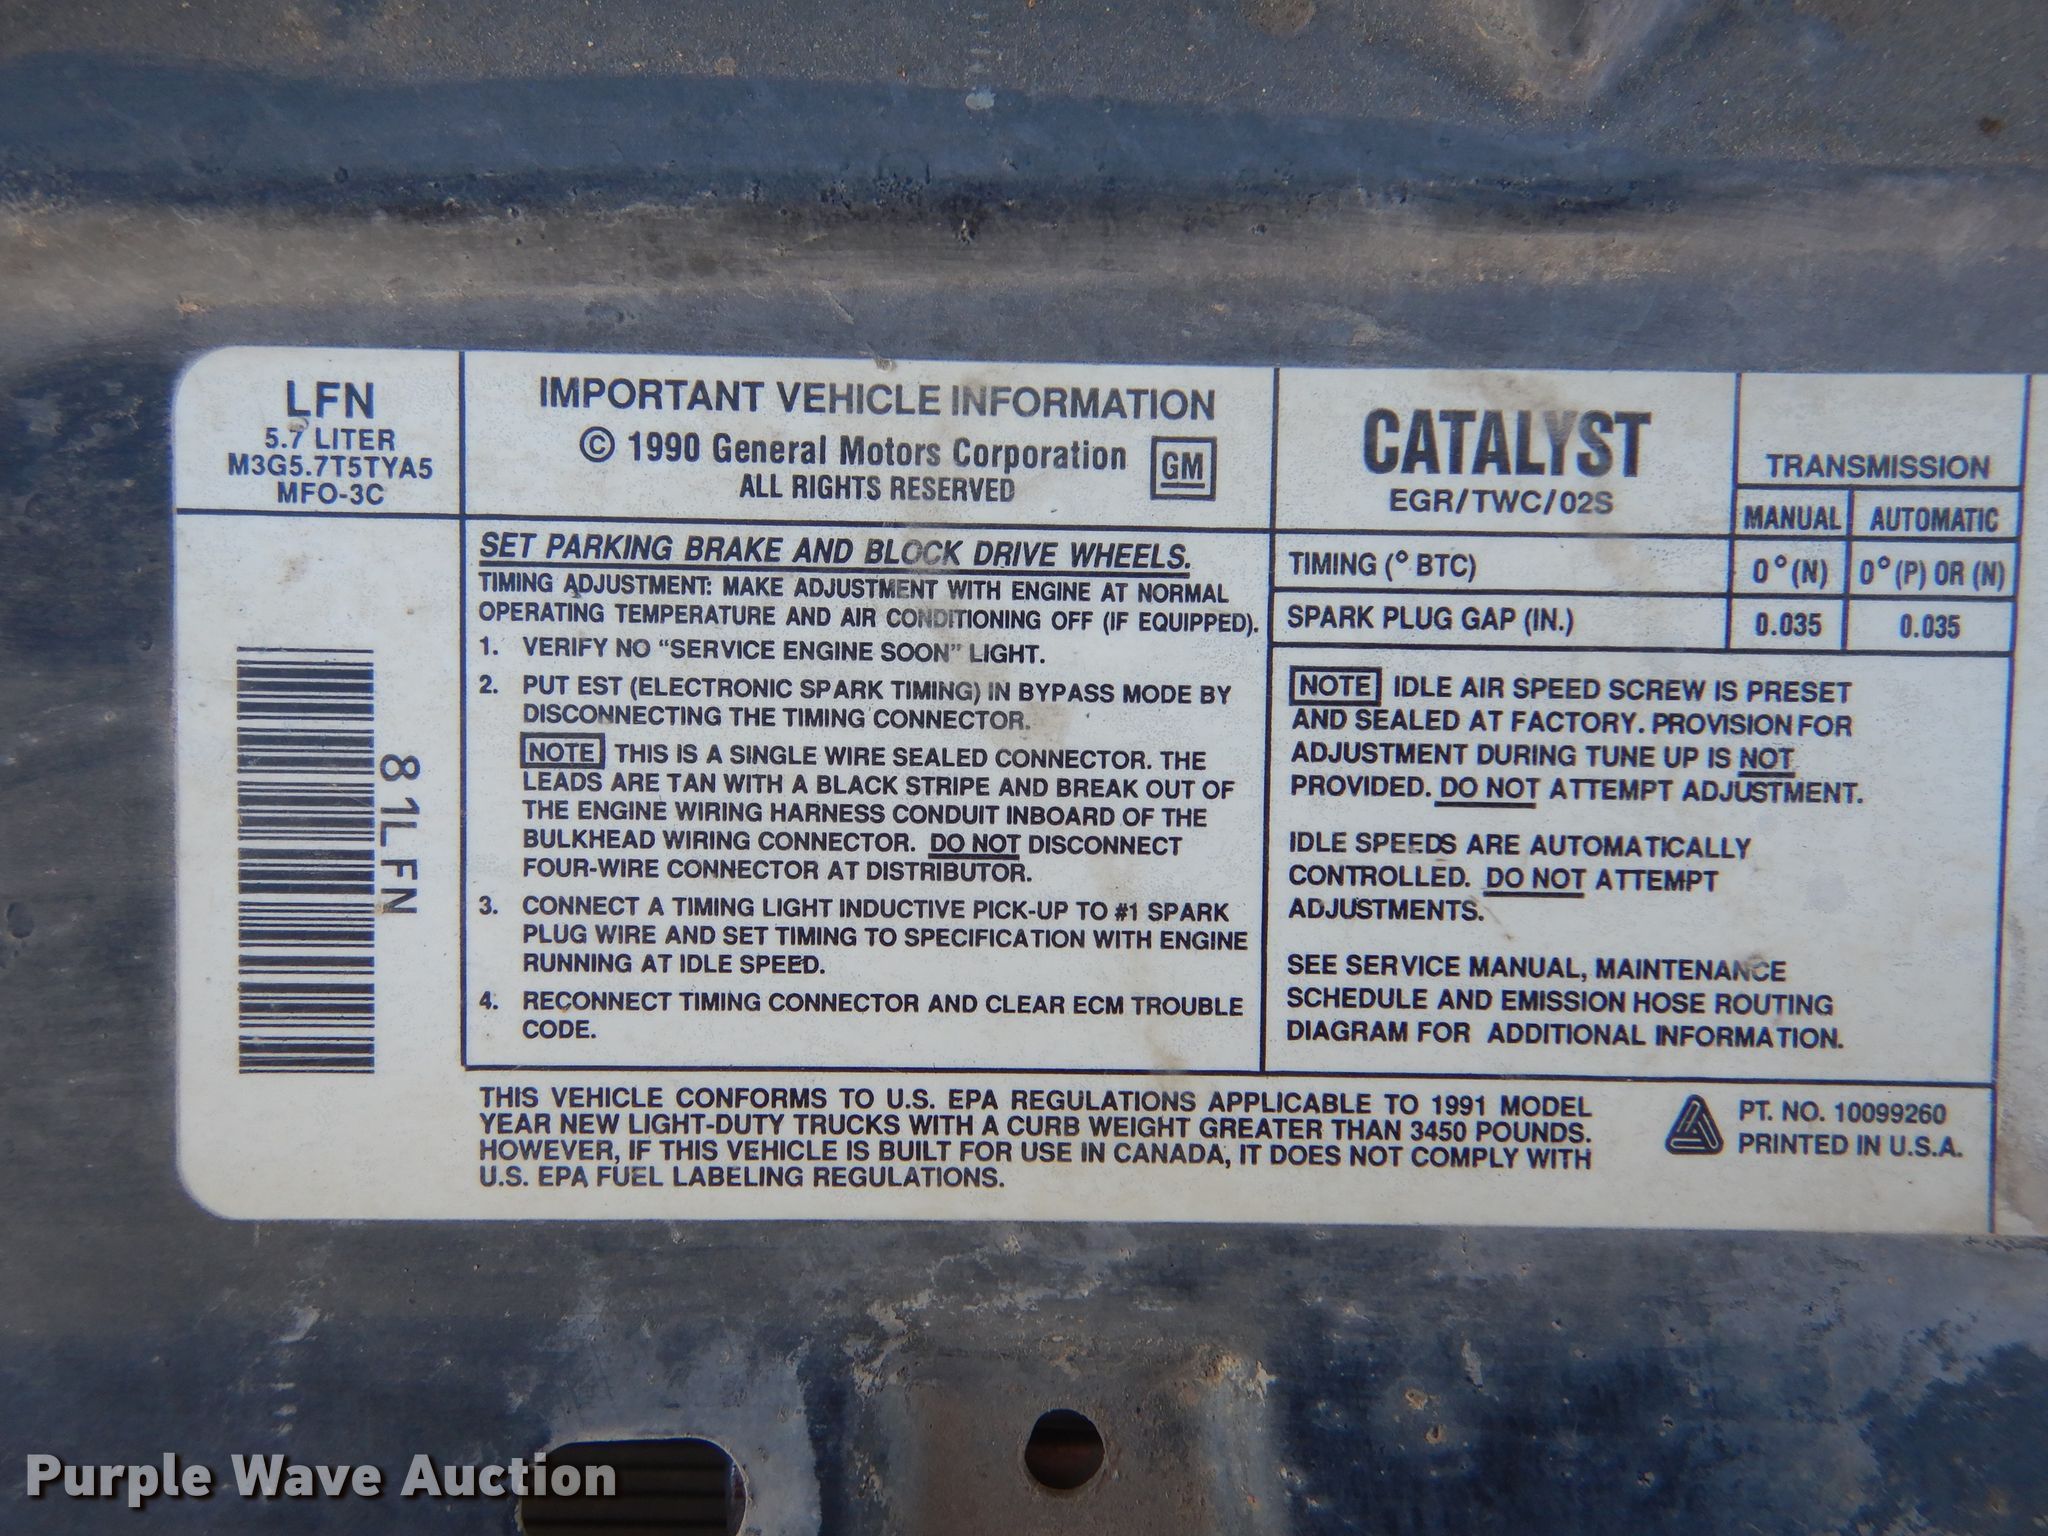 LFN
5.7 LITER
M3G5.7T5TYA5
MFO-3C
81LFN
IMPORTANT VEHICLE INFORMATION
© 1990 General Motors Corporation
GM
ALL RIGHTS RESERVED
SET PARKING BRAKE AND BLOCK DRIVE WHEELS.
TIMING ADJUSTMENT: MAKE ADJUSTMENT WITH ENGINE AT NORMAL
OPERATING TEMPERATURE AND AIR CONDITIONING OFF (IF EQUIPPED).
1. VERIFY NO "SERVICE ENGINE SOON" LIGHT.
2. PUT EST (ELECTRONIC SPARK TIMING) IN BYPASS MODE BY
DISCONNECTING THE TIMING CONNECTOR.
NOTE THIS IS A SINGLE WIRE SEALED CONNECTOR. THE
LEADS ARE TAN WITH A BLACK STRIPE AND BREAK OUT OF
THE ENGINE WIRING HARNESS CONDUIT INBOARD OF THE
BULKHEAD WIRING CONNECTOR. DO NOT DISCONNECT
FOUR-WIRE CONNECTOR AT DISTRIBUTOR.
3. CONNECT A TIMING LIGHT INDUCTIVE PICK-UP TO #1 SPARK
PLUG WIRE AND SET TIMING TO SPECIFICATION WITH ENGINE
RUNNING AT IDLE SPEED.
4. RECONNECT TIMING CONNECTOR AND CLEAR ECM TROUBLE
CODE.
CATALYST
EGR/TWC/02S
TRANSMISSION
MANUAL AUTOMATIC
TIMING (° BTC) 0° (N) 0° (P) OR (N)
SPARK PLUG GAP (IN.) 0.035 0.035
NOTE IDLE AIR SPEED SCREW IS PRESET
AND SEALED AT FACTORY. PROVISION FOR
ADJUSTMENT DURING TUNE UP IS NOT
PROVIDED. DO NOT ATTEMPT ADJUSTMENT.
IDLE SPEEDS ARE AUTOMATICALLY
CONTROLLED. DO NOT ATTEMPT
ADJUSTMENTS.
SEE SERVICE MANUAL, MAINTENANCE
SCHEDULE AND EMISSION HOSE ROUTING
DIAGRAM FOR ADDITIONAL INFORMATION.
THIS VEHICLE CONFORMS TO U.S. EPA REGULATIONS APPLICABLE TO 1991 MODEL
YEAR NEW LIGHT-DUTY TRUCKS WITH A CURB WEIGHT GREATER THAN 3450 POUNDS.
HOWEVER, IF THIS VEHICLE IS BUILT FOR USE IN CANADA, IT DOES NOT COMPLY WITH
U.S. EPA FUEL LABELING REGULATIONS.
PT. NO. 10099260
PRINTED IN U.S.A.
Purple Wave Auction